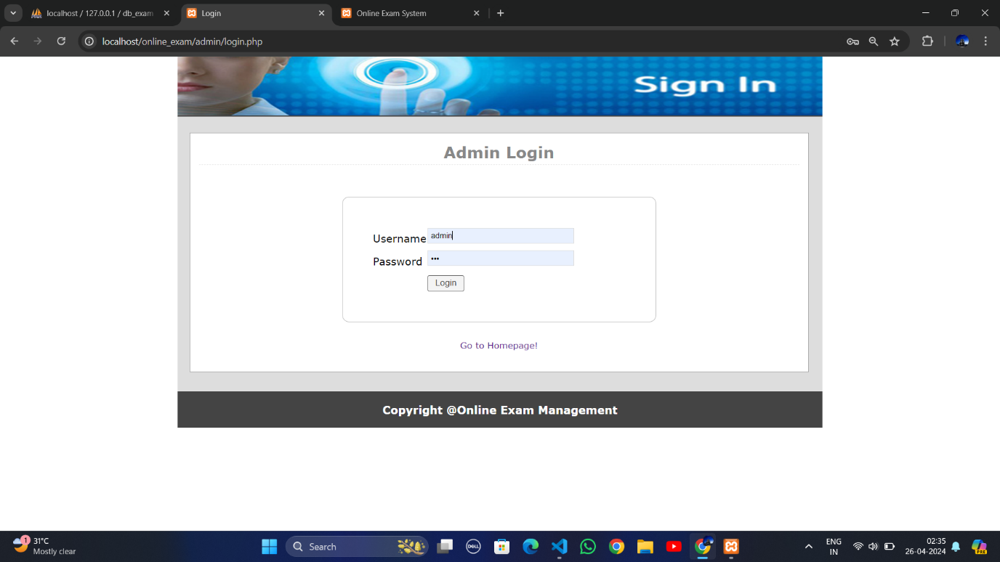 localhost / 127.0.0.1 / db_exam
Login
Online Exam System
localhost/online_exam/admin/login.php
Sign In
Admin Login
Username
admin
Password
•••
Login
Go to Homepage!
Copyright @Online Exam Management
1
31°C
Mostly clear
Search
DELL
ENG
IN
02:35
26-04-2024
PRE